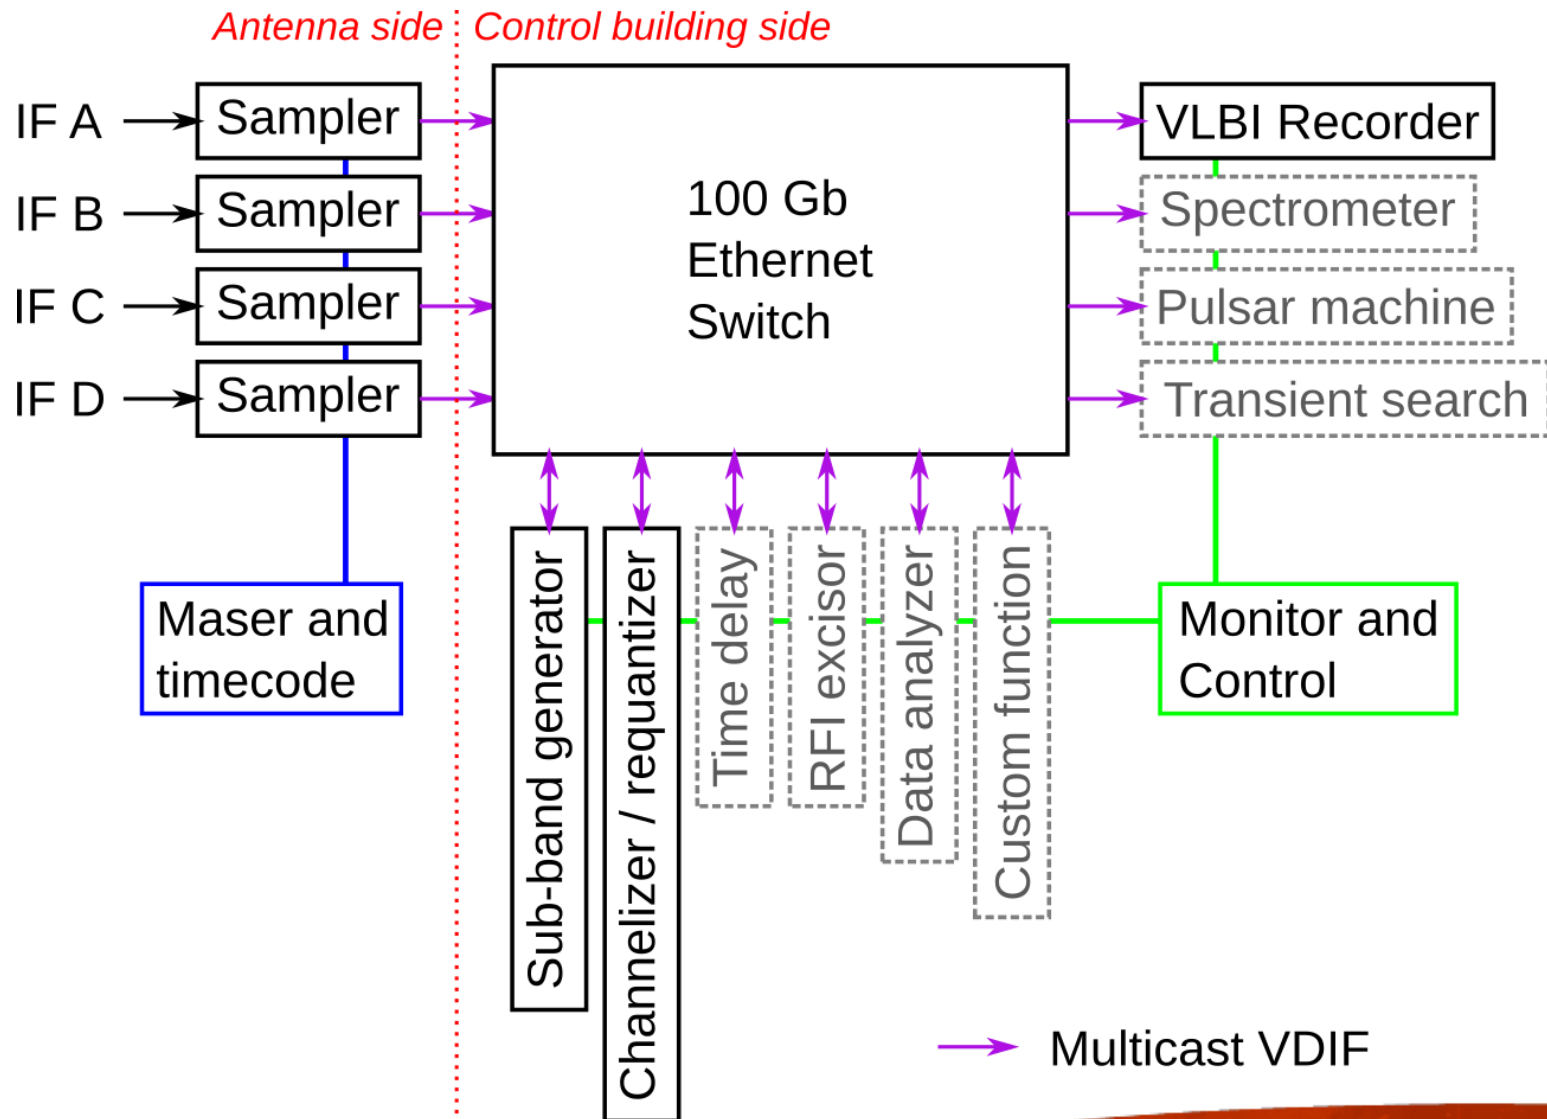 Antenna side
Control building side
IF A
Sampler
VLBI Recorder
IF B
Sampler
Spectrometer
IF C
Sampler
Pulsar machine
IF D
Sampler
Transient search
100 Gb
Ethernet
Switch
Maser and
timecode
Sub-band generator
Channelizer / requantizer
Time delay
RFI excisor
Data analyzer
Custom function
Monitor and
Control
Multicast VDIF